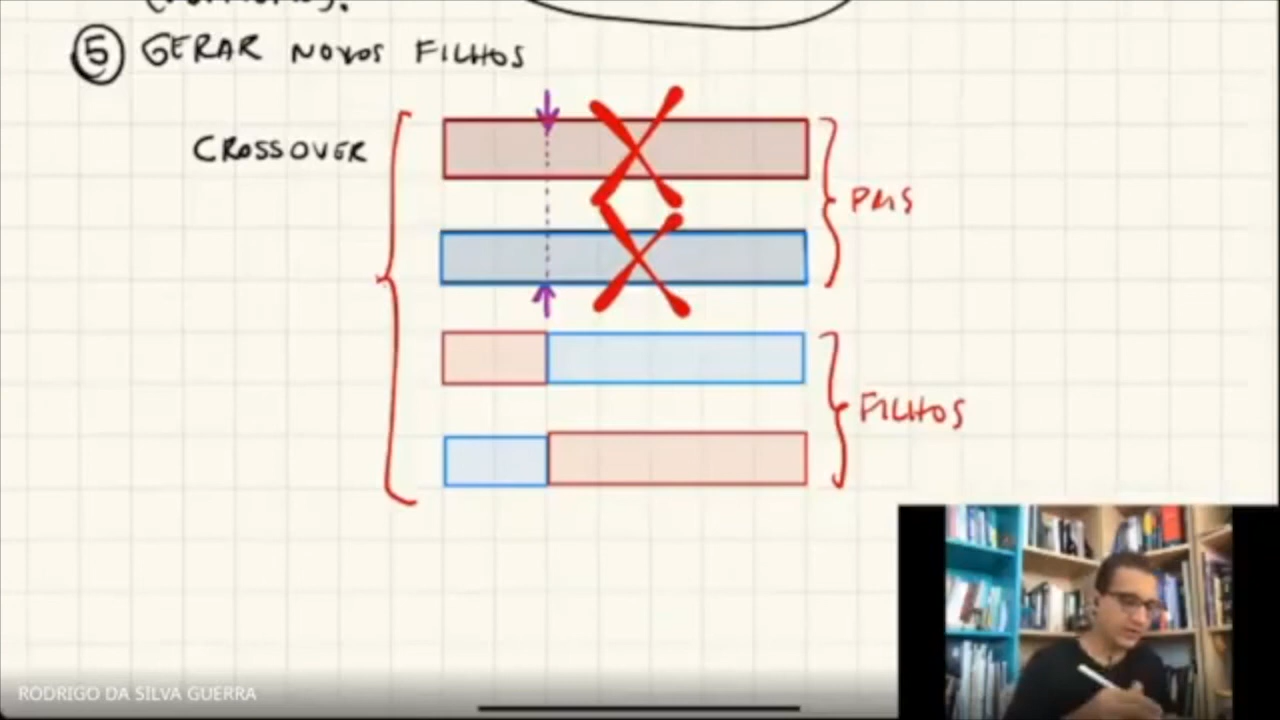 ⑤ GERAR NOVOS FILHOS
CROSSOVER
PAIS
FILHOS
RODRIGO DA SILVA GUERRA